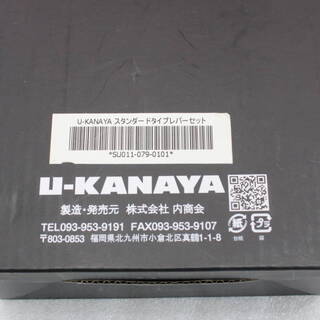 U-KANAYA スタンダードタイプレバーセット
*SU011-079-0101*
U-KANAYA
製造・発売元 株式会社 内商会
TEL093-953-9191 FAX093-953-9107
〒803-0853 福岡県北九州市小倉北区真鶴1-1-8
台紙